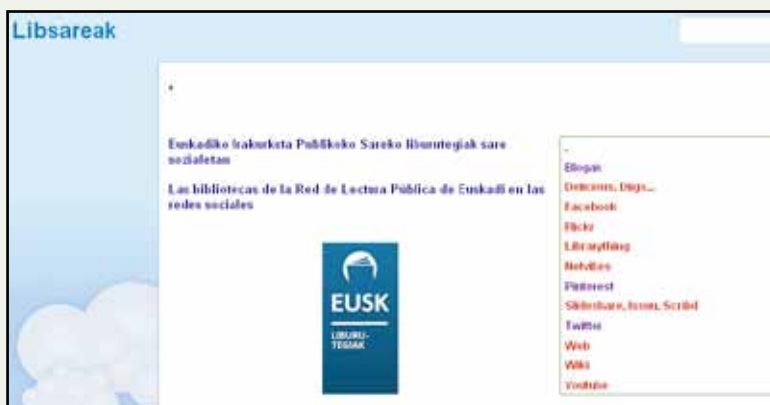 Libsareak
Euskadiko Irakurketa Publikoko Sareko liburutegiak sare
sozialetan
Las bibliotecas de la Red de Lectura Pública de Euskadi en las
redes sociales
EUSK
LIBURU-
TEGIAK
Blogak
Delicious, Diigo...
Facebook
Flickr
Librarything
Netvibes
Pinterest
Slideshare, Issuu, Scribd
Twitter
Web
Wiki
Youtube